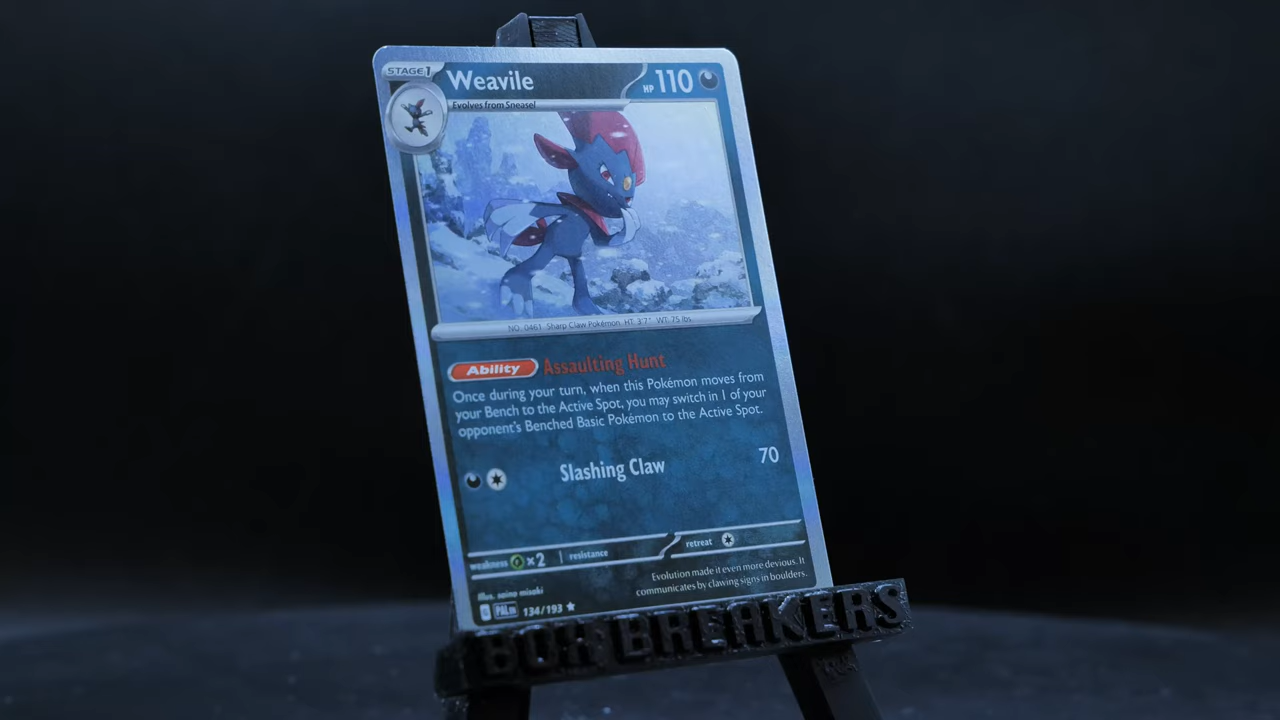 STAGE 1 Weavile HP 110
Evolves from Sneasel
NO. 0461 Sharp Claw Pokémon HT: 3'7" WT: 75 lbs
Ability Assaulting Hunt
Once during your turn, when this Pokémon moves from
your Bench to the Active Spot, you may switch in 1 of your
opponent's Benched Basic Pokémon to the Active Spot.
Slashing Claw 70
weakness ×2 resistance retreat
Evolution made it even more devious. It
communicates by clawing signs in boulders.
Illus. saino misaki
PAL EN 134/193 ★
BOX BREAKERS